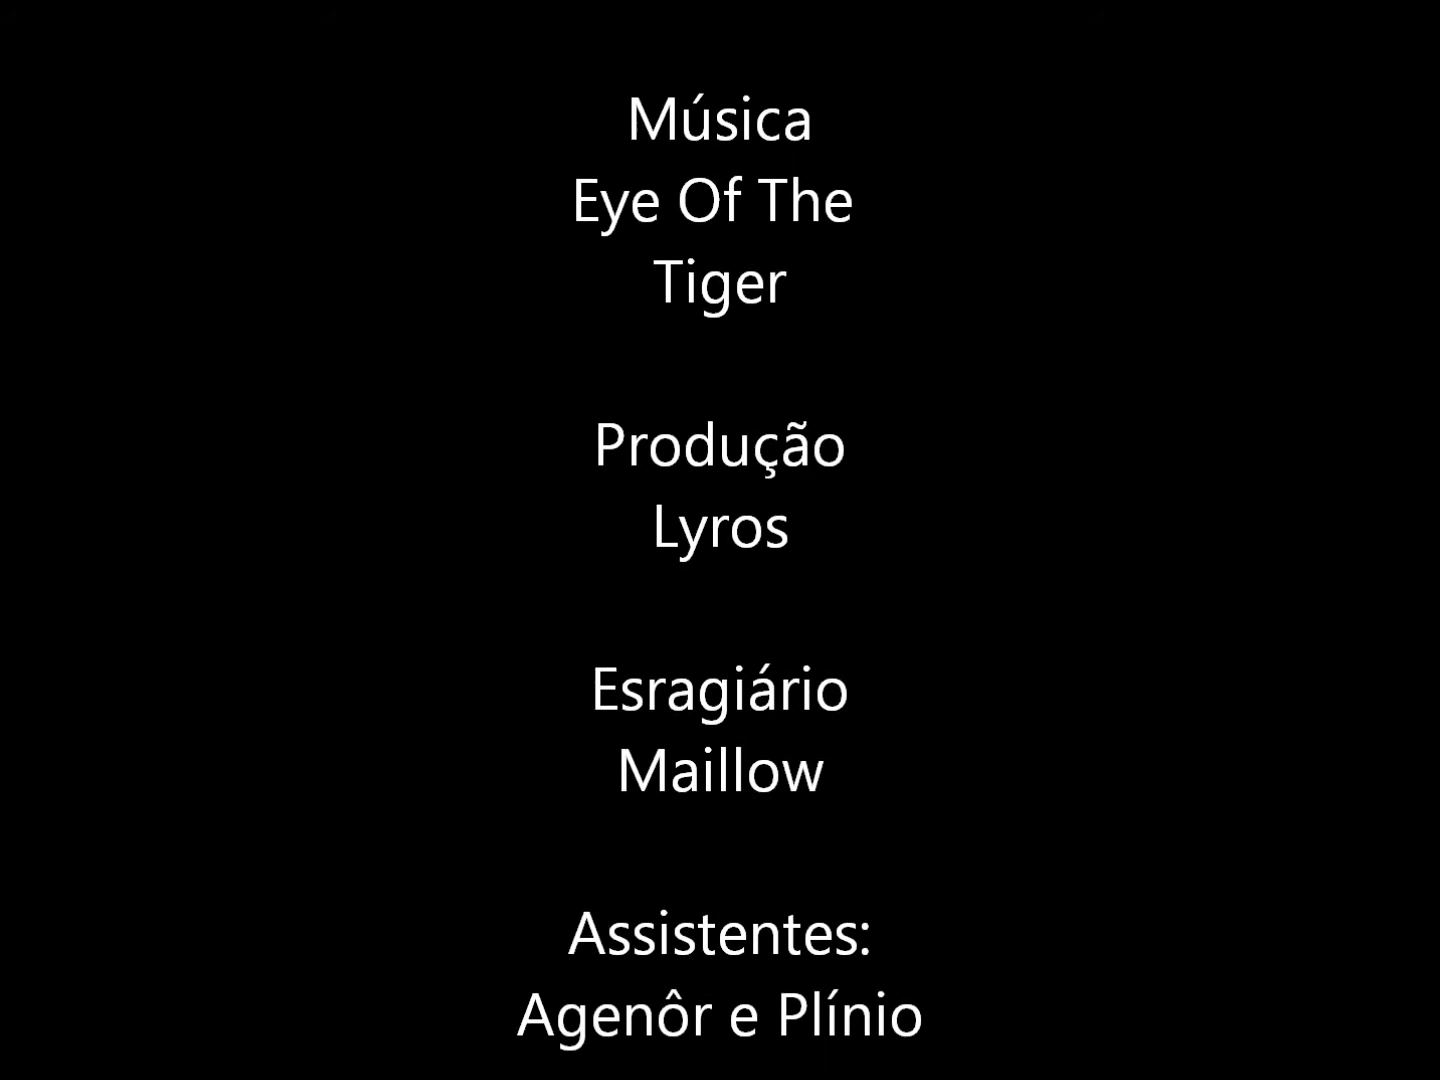 Música
Eye Of The
Tiger
Produção
Lyros
Esragiário
Maillow
Assistentes:
Agenôr e Plínio